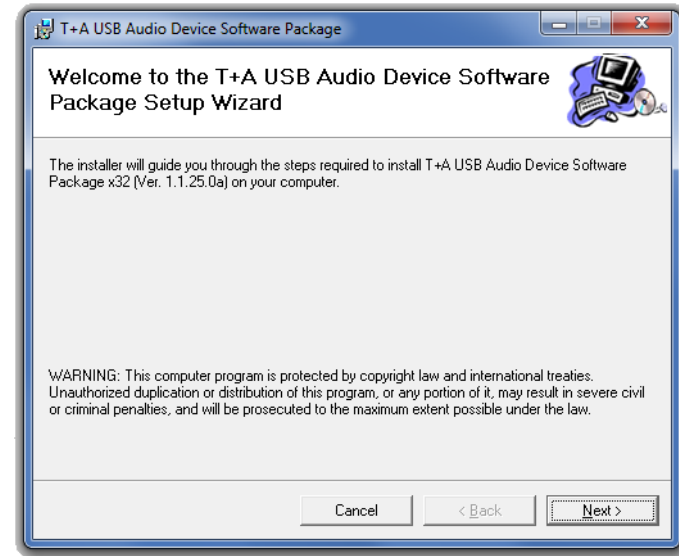 T+A USB Audio Device Software Package
Welcome to the T+A USB Audio Device Software
Package Setup Wizard
The installer will guide you through the steps required to install T+A USB Audio Device Software
Package x32 (Ver. 1.1.25.0a) on your computer.
WARNING: This computer program is protected by copyright law and international treaties.
Unauthorized duplication or distribution of this program, or any portion of it, may result in severe civil
or criminal penalties, and will be prosecuted to the maximum extent possible under the law.
Cancel < Back Next >